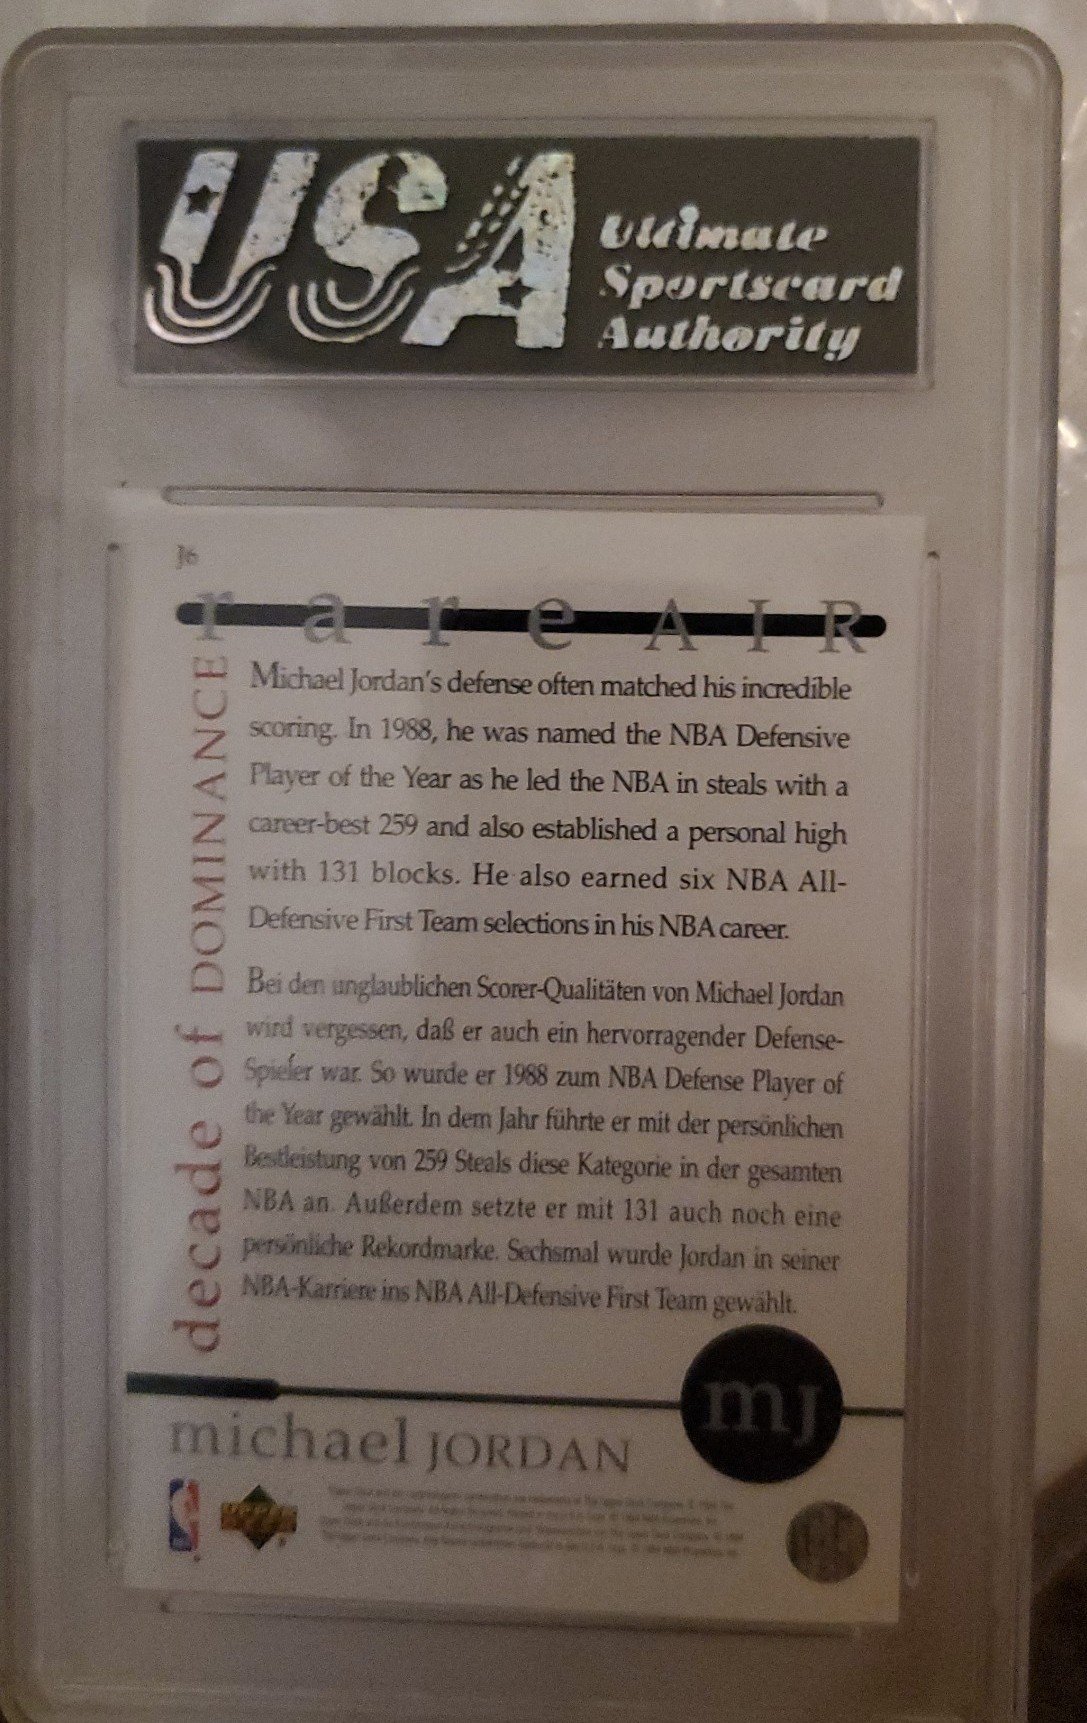 USA
Ultimate
Sportscard
Authority
J6
rareAIR
decade of DOMINANCE
Michael Jordan's defense often matched his incredible
scoring. In 1988, he was named the NBA Defensive
Player of the Year as he led the NBA in steals with a
career-best 259 and also established a personal high
with 131 blocks. He also earned six NBA All-
Defensive First Team selections in his NBA career.
Bei den unglaublichen Scorer-Qualitäten von Michael Jordan
wird vergessen, daß er auch ein hervorragender Defense-
Spieler war. So wurde er 1988 zum NBA Defense Player of
the Year gewählt. In dem Jahr führte er mit der persönlichen
Bestleistung von 259 Steals diese Kategorie in der gesamten
NBA an. Außerdem setzte er mit 131 auch noch eine
persönliche Rekordmarke. Sechsmal wurde Jordan in seiner
NBA-Karriere ins NBA All-Defensive First Team gewählt.
mJ
michael JORDAN